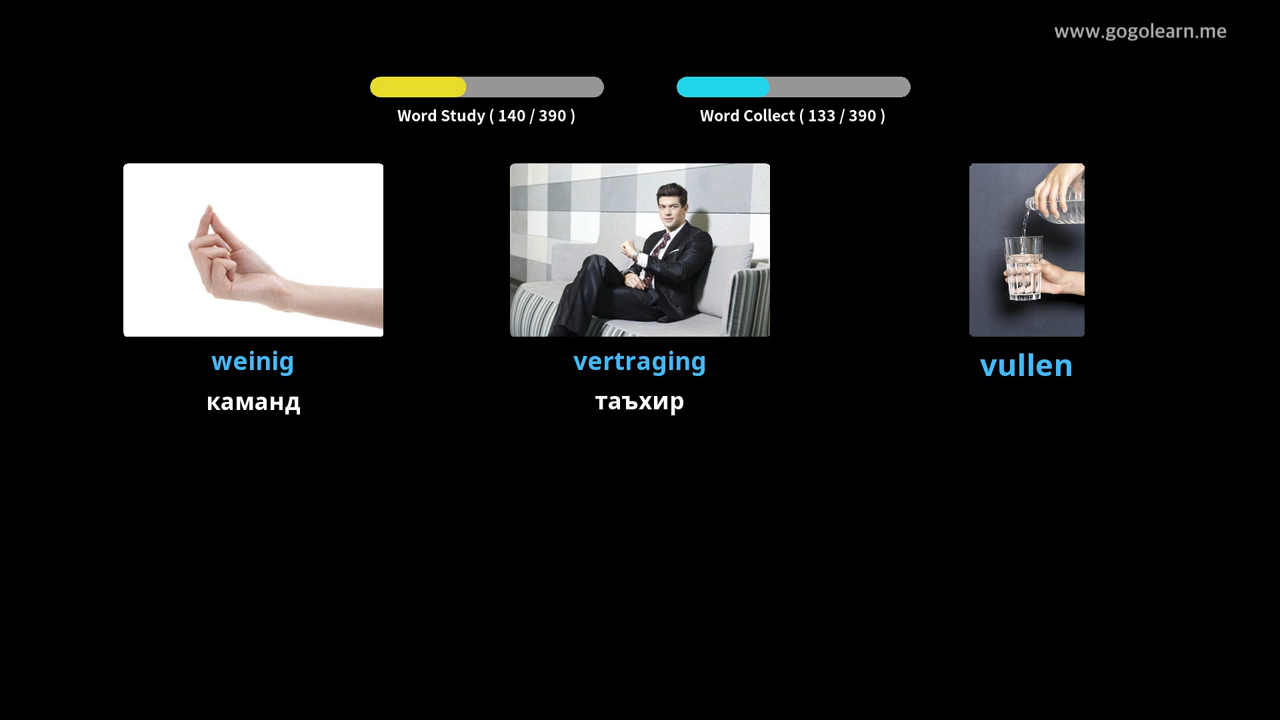 www.gogolearn.me
Word Study ( 140 / 390 )
Word Collect ( 133 / 390 )
weinig
vertraging
vullen
каманд
таъхир